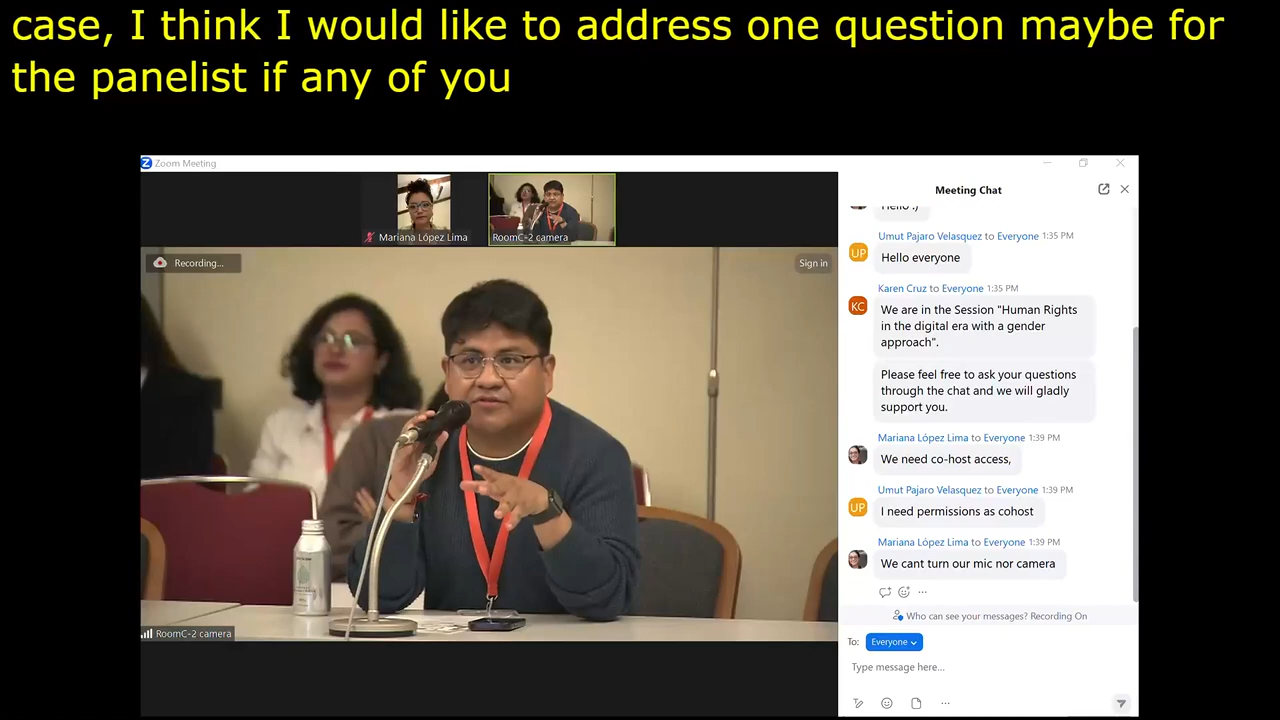 case, I think I would like to address one question maybe for
the panelist if any of you
Zoom Meeting
Mariana López Lima
RoomC-2 camera
Recording...
Sign in
RoomC-2 camera
Meeting Chat
Hello :)
Umut Pajaro Velasquez to Everyone 1:35 PM
UP
Hello everyone
Karen Cruz to Everyone 1:35 PM
KC
We are in the Session "Human Rights
in the digital era with a gender
approach".
Please feel free to ask your questions
through the chat and we will gladly
support you.
Mariana López Lima to Everyone 1:39 PM
We need co-host access,
Umut Pajaro Velasquez to Everyone 1:39 PM
UP
I need permissions as cohost
Mariana López Lima to Everyone 1:39 PM
We cant turn our mic nor camera
Who can see your messages? Recording On
To: Everyone
Type message here...